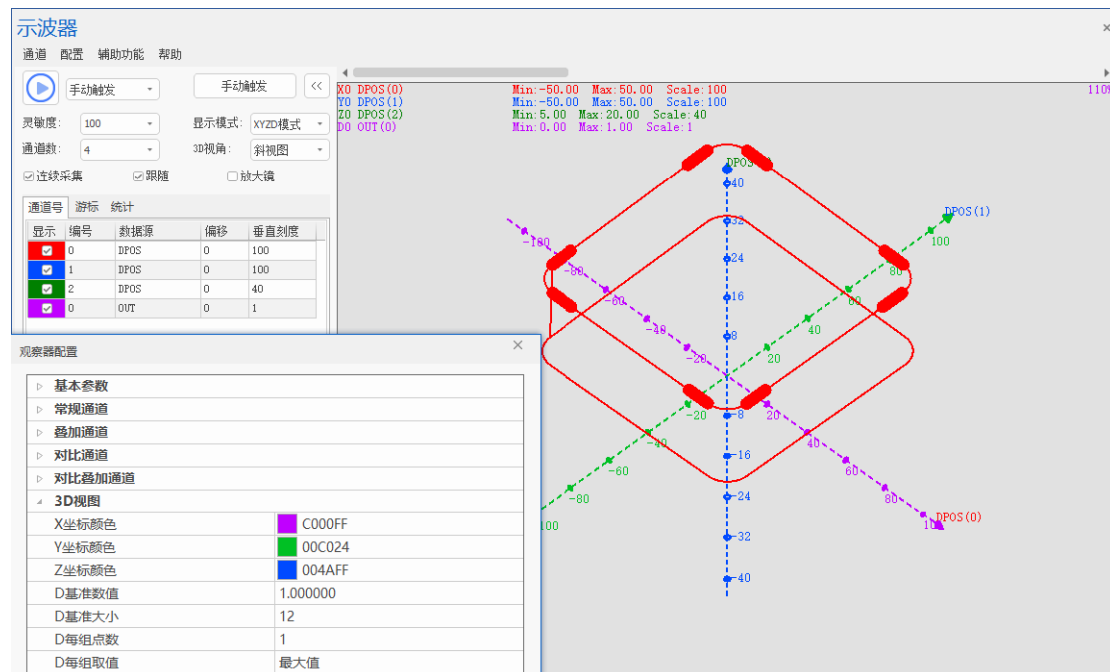 示波器
×
通道 配置 辅助功能 帮助
手动触发 手动触发 <<
灵敏度: 100 显示模式: XYZD模式
通道数: 4 3D视角: 斜视图
连续采集 跟随 放大镜
通道号 游标 统计
显示 编号 数据源 偏移 垂直刻度
0 DPOS 0 100
1 DPOS 0 100
2 DPOS 0 40
0 OUT 0 1
X0 DPOS(0) Min:-50.00 Max:50.00 Scale:100
110%
Y0 DPOS(1) Min:-50.00 Max:50.00 Scale:100
Z0 DPOS(2) Min:5.00 Max:20.00 Scale:40
D0 OUT(0) Min:0.00 Max:1.00 Scale:1
40
32
24
16
8
-8
-16
-24
-32
-40
DPOS(1)
100
80
60
40
20
-20
-40
-60
-80
-100
-80
-60
-40
-20
20
40
60
80
DPOS(0)
观察器配置
×
基本参数
常规通道
叠加通道
对比通道
对比叠加通道
3D视图
X坐标颜色 C000FF
Y坐标颜色 00C024
Z坐标颜色 004AFF
D基准数值 1.000000
D基准大小 12
D每组点数 1
D每组取值 最大值